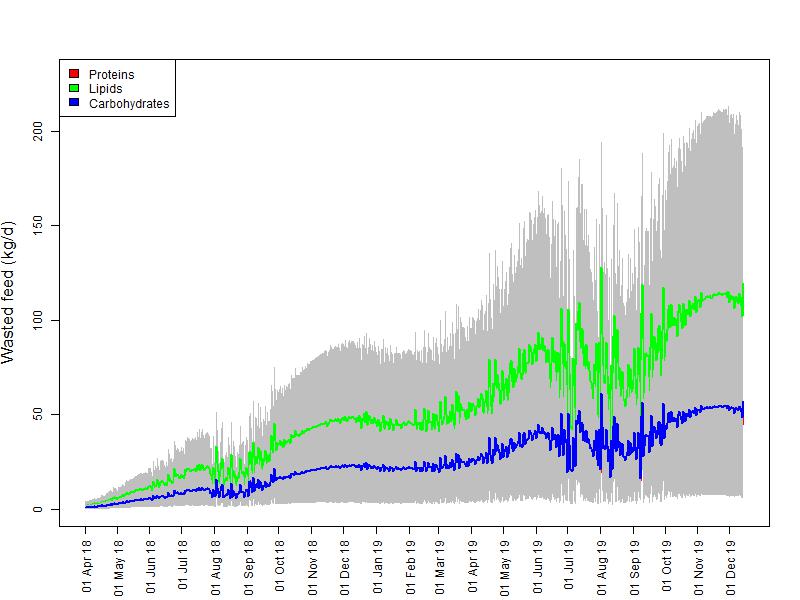 Proteins
Lipids
Carbohydrates
Wasted feed (kg/d)
200
150
100
50
0
01 Apr 18
01 May 18
01 Jun 18
01 Jul 18
01 Aug 18
01 Sep 18
01 Oct 18
01 Nov 18
01 Dec 18
01 Jan 19
01 Feb 19
01 Mar 19
01 Apr 19
01 May 19
01 Jun 19
01 Jul 19
01 Aug 19
01 Sep 19
01 Oct 19
01 Nov 19
01 Dec 19